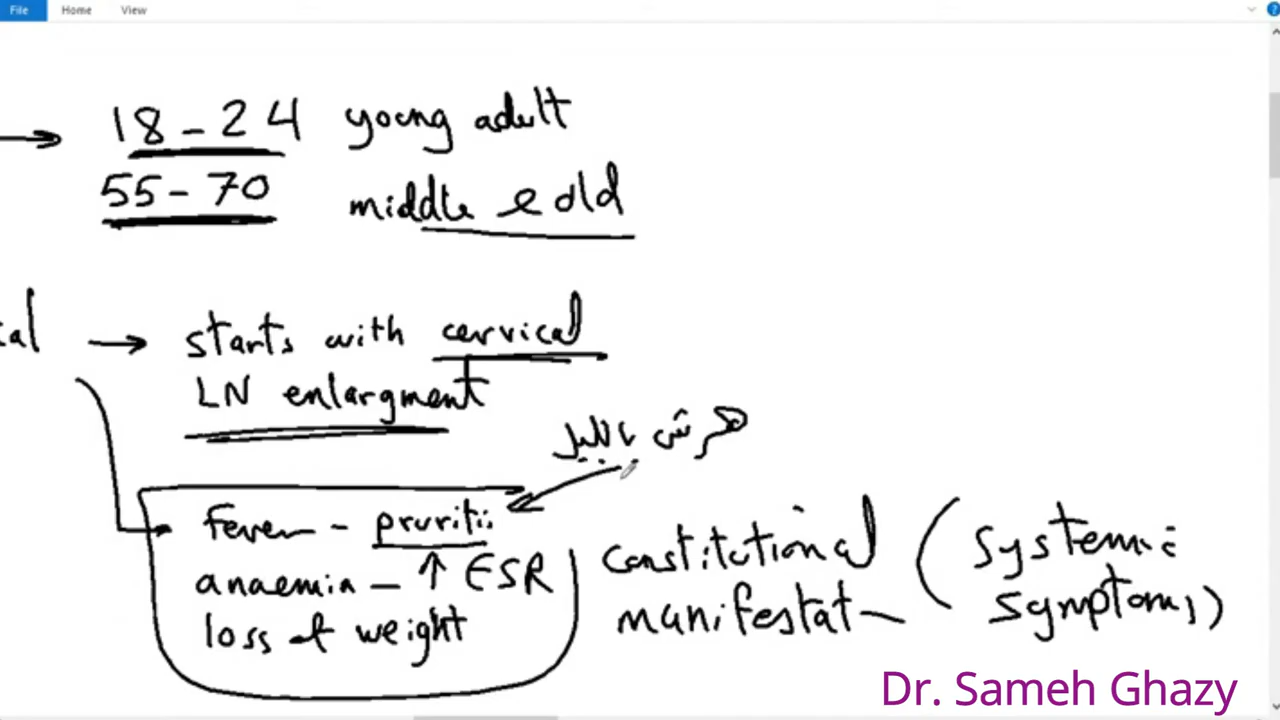 File Home View
18 - 24 young adult
55 - 70 middle e old
cal → starts with cervical
LN enlargment
هرش بالليل
fever - pruriti
anaemia - ↑ ESR
loss of weight
constitutional
manifestat
(systemic
symptoms)
Dr. Sameh Ghazy